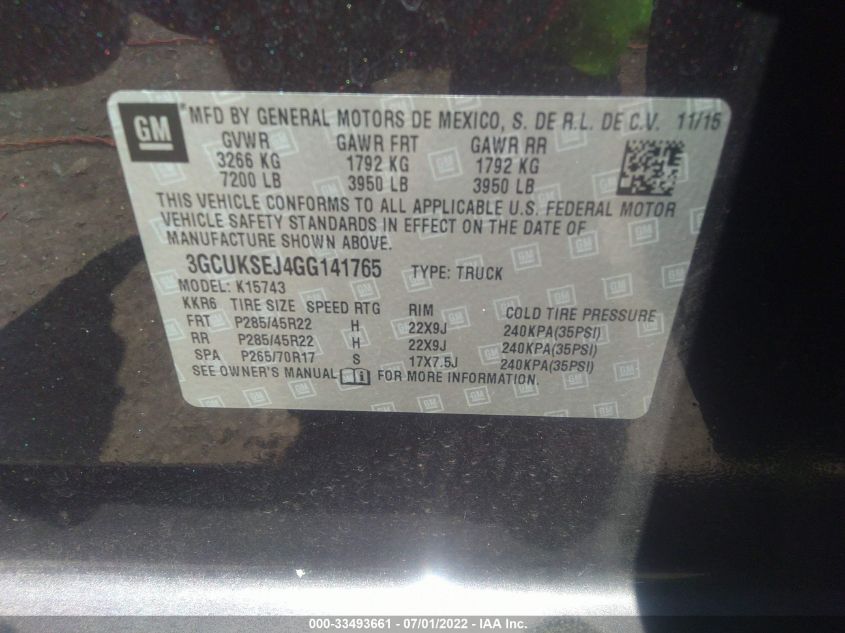 GM MFD BY GENERAL MOTORS DE MEXICO, S. DE R.L. DE C.V. 11/15
GVWR GAWR FRT GAWR RR
3266 KG 1792 KG 1792 KG
7200 LB 3950 LB 3950 LB
THIS VEHICLE CONFORMS TO ALL APPLICABLE U.S. FEDERAL MOTOR
VEHICLE SAFETY STANDARDS IN EFFECT ON THE DATE OF
MANUFACTURE SHOWN ABOVE.
3GCUKSEJ4GG141765 TYPE: TRUCK
MODEL: K15743
KKR6 TIRE SIZE SPEED RTG RIM COLD TIRE PRESSURE
FRT P285/45R22 H 22X9J 240KPA(35PSI)
RR P285/45R22 H 22X9J 240KPA(35PSI)
SPA P265/70R17 S 17X7.5J 240KPA(35PSI)
SEE OWNER'S MANUAL FOR MORE INFORMATION.
000-33493661 - 07/01/2022 - IAA Inc.